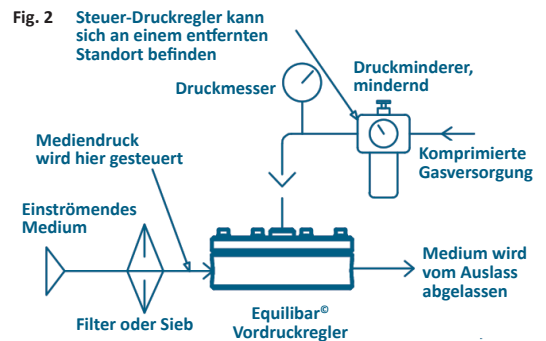 Fig. 2
Steuer-Druckregler kann
sich an einem entfernten
Standort befinden
Druckmesser
Druckminderer,
mindernd
Mediendruck
wird hier gesteuert
Komprimierte
Gasversorgung
Einströmendes
Medium
Medium wird
vom Auslass
abgelassen
Filter oder Sieb
Equilibar©
Vordruckregler